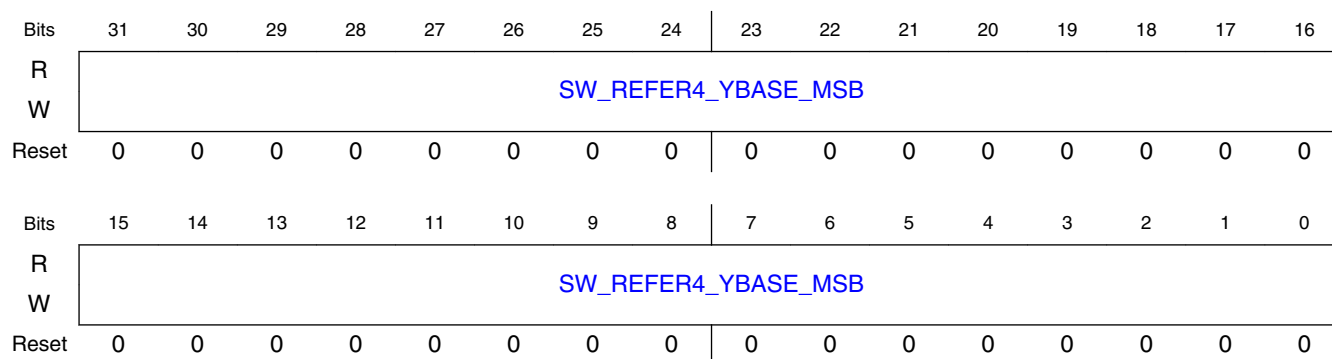 Bits 31 30 29 28 27 26 25 24 23 22 21 20 19 18 17 16
R
SW_REFER4_YBASE_MSB
W
Reset 0 0 0 0 0 0 0 0 0 0 0 0 0 0 0 0
Bits 15 14 13 12 11 10 9 8 7 6 5 4 3 2 1 0
R
SW_REFER4_YBASE_MSB
W
Reset 0 0 0 0 0 0 0 0 0 0 0 0 0 0 0 0